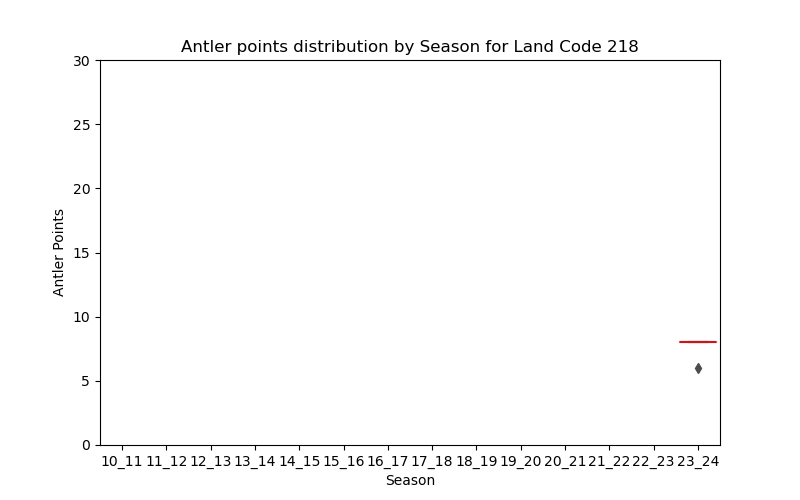 Antler points distribution by Season for Land Code 218
30
25
20
15
10
5
0
Antler Points
10_11 11_12 12_13 13_14 14_15 15_16 16_17 17_18 18_19 19_20 20_21 21_22 22_23 23_24
Season